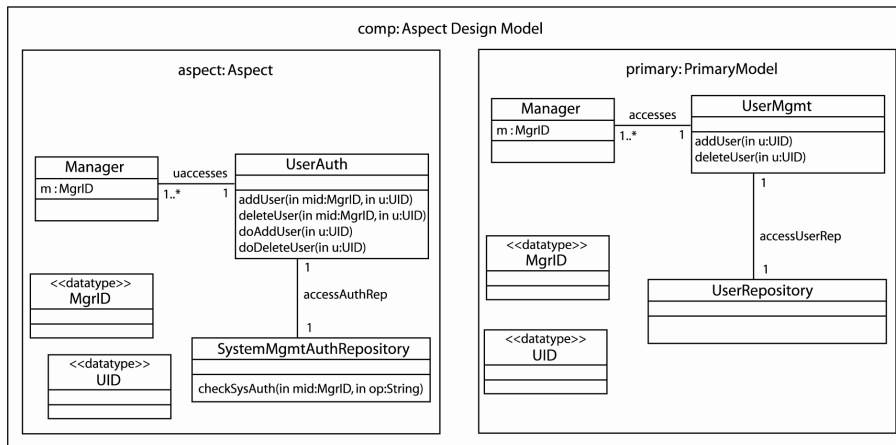 comp: Aspect Design Model
aspect: Aspect
Manager
m : MgrID
uaccesses
1..*
1
UserAuth
addUser(in mid:MgrID, in u:UID)
deleteUser(in mid:MgrID, in u:UID)
doAddUser(in u:UID)
doDeleteUser(in u:UID)
1
accessAuthRep
1
<<datatype>>
MgrID
<<datatype>>
UID
SystemMgmtAuthRepository
checkSysAuth(in mid:MgrID, in op:String)
primary: PrimaryModel
Manager
m : MgrID
accesses
1..*
1
UserMgmt
addUser(in u:UID)
deleteUser(in u:UID)
1
accessUserRep
1
<<datatype>>
MgrID
UserRepository
<<datatype>>
UID